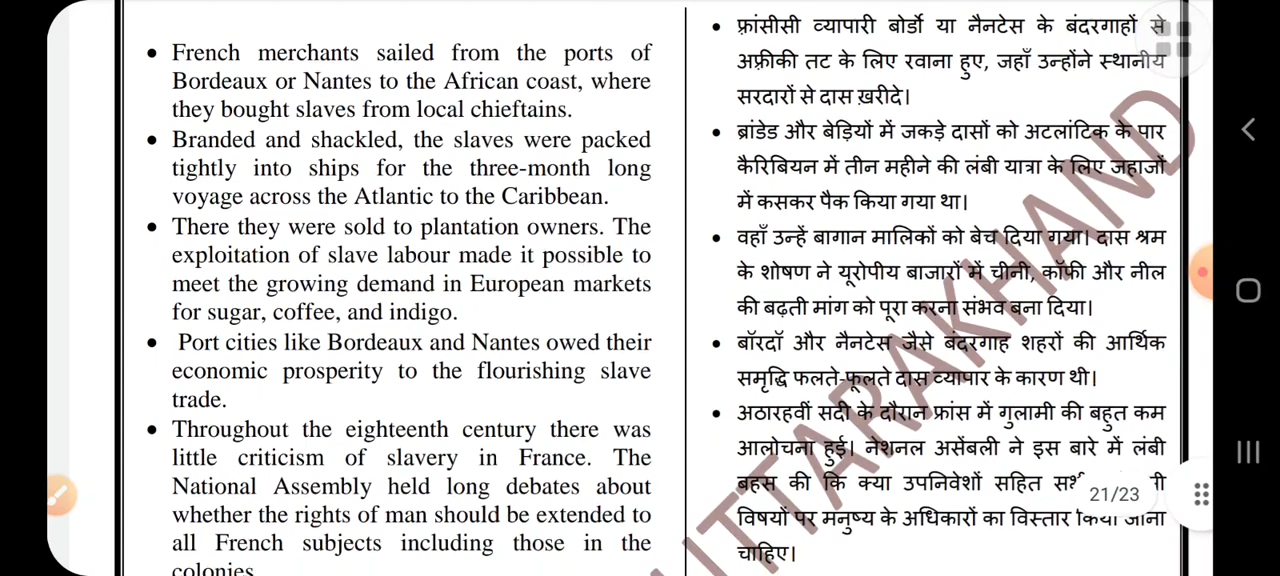 French merchants sailed from the ports of
Bordeaux or Nantes to the African coast, where
they bought slaves from local chieftains.
Branded and shackled, the slaves were packed
tightly into ships for the three-month long
voyage across the Atlantic to the Caribbean.
There they were sold to plantation owners. The
exploitation of slave labour made it possible to
meet the growing demand in European markets
for sugar, coffee, and indigo.
Port cities like Bordeaux and Nantes owed their
economic prosperity to the flourishing slave
trade.
Throughout the eighteenth century there was
little criticism of slavery in France. The
National Assembly held long debates about
whether the rights of man should be extended to
all French subjects including those in the
colonies
फ़्रांसीसी व्यापारी बोर्डो या नैनटेस के बंदरगाहों से
अफ़्रीकी तट के लिए रवाना हुए, जहाँ उन्होंने स्थानीय
सरदारों से दास ख़रीदे।
ब्रांडेड और बेड़ियों में जकड़े दासों को अटलांटिक के पार
कैरिबियन में तीन महीने की लंबी यात्रा के लिए जहाजों
में कसकर पैक किया गया था।
वहाँ उन्हें बागान मालिकों को बेच दिया गया। दास श्रम
के शोषण ने यूरोपीय बाजारों में चीनी, कॉफी और नील
की बढ़ती मांग को पूरा करना संभव बना दिया।
बॉरदॉ और नैनटेस जैसे बंदरगाह शहरों की आर्थिक
समृद्धि फलते-फूलते दास व्यापार के कारण थी।
अठारहवीं सदी के दौरान फ्रांस में गुलामी की बहुत कम
आलोचना हुई। नेशनल असेंबली ने इस बारे में लंबी
बहस की कि क्या उपनिवेशों सहित
विषयों पर मनुष्य के अधिकारों का विस्तार किया जाना
चाहिए।
21/23
UTTARAKHAND